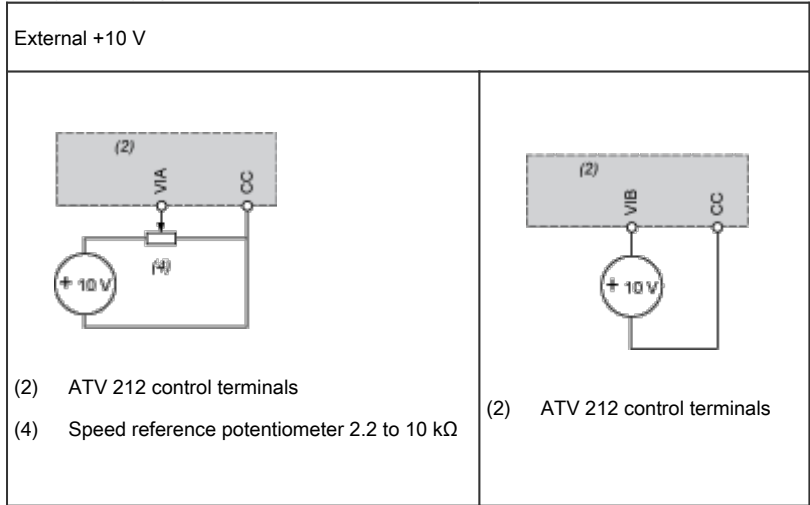 External +10 V
(2)
VIA
CC
(4)
+ 10 V
(2) ATV 212 control terminals
(4) Speed reference potentiometer 2.2 to 10 kΩ
(2)
VIB
CC
+ 10 V
(2) ATV 212 control terminals